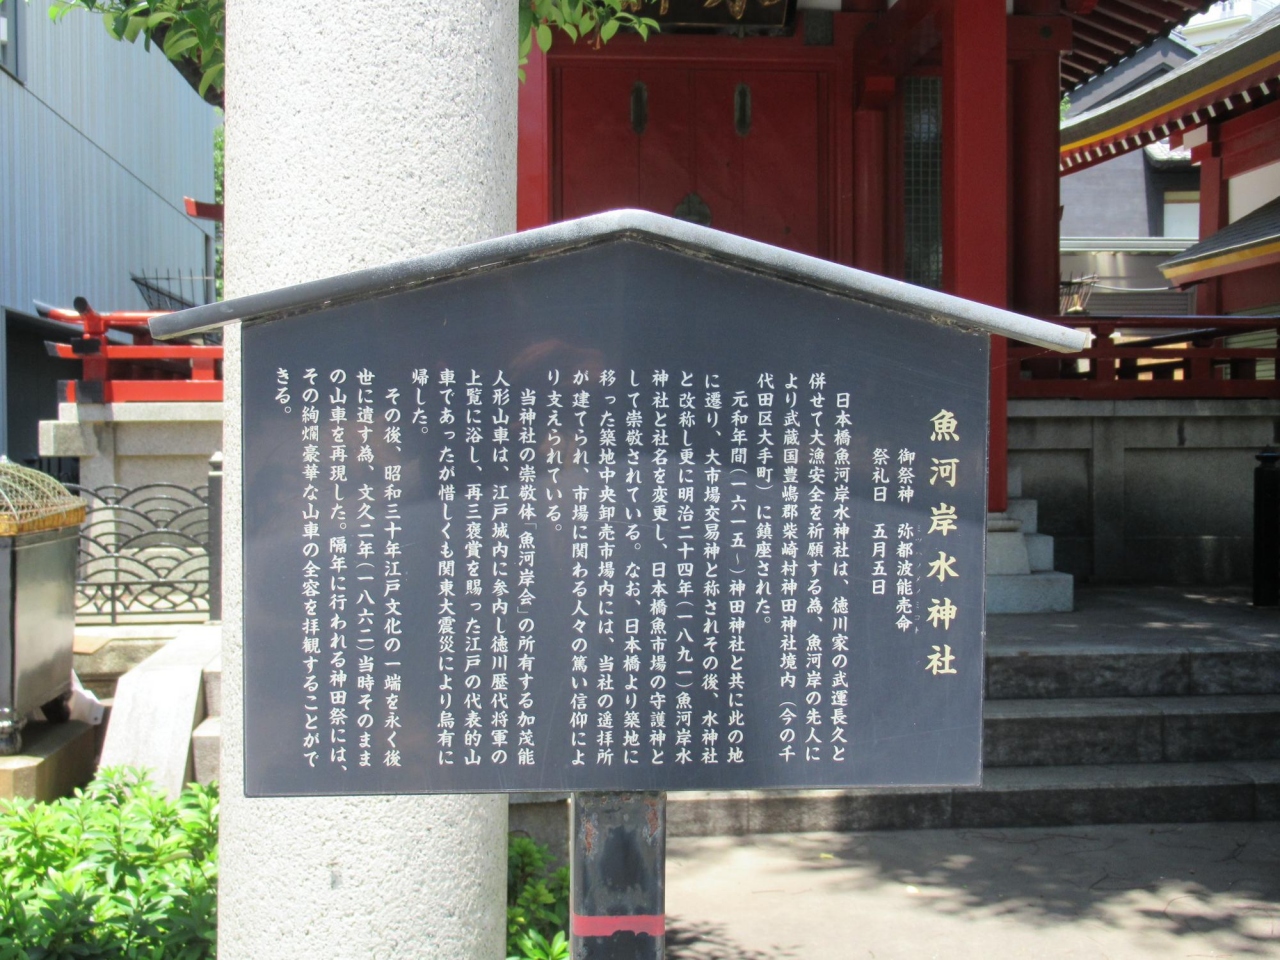 魚河岸水神社
御祭神　弥都波能売命
ミツハノメノミコト
祭礼日　五月五日
日本橋魚河岸水神社は、徳川家の武運長久と
併せて大漁安全を祈願する為、魚河岸の先人に
より武蔵国豊嶋郡柴崎村神田神社境内（今の千
代田区大手町）に鎮座された。
元和年間（一六一五～）神田神社と共に此の地
に遷り、大市場交易神と称されその後、水神社
と改称し更に明治二十四年（一八九一）魚河岸水
神社と社名を変更し、日本橋魚市場の守護神と
して崇敬されている。なお、日本橋より築地に
移った築地中央卸売市場内には、当社の遥拝所
が建てられ、市場に関わる人々の篤い信仰によ
り支えられている。
当神社の崇敬体「魚河岸会」の所有する加茂能
人形山車は、江戸城内に参内し徳川歴代将軍の
上覧に浴し、再三褒賞を賜った江戸の代表的山
車であったが惜しくも関東大震災により烏有に
帰した。
その後、昭和三十年江戸文化の一端を永く後
世に遺す為、文久二年（一八六二）当時そのまま
の山車を再現した。隔年に行われる神田祭には、
その絢爛豪華な山車の全容を拝観することがで
きる。